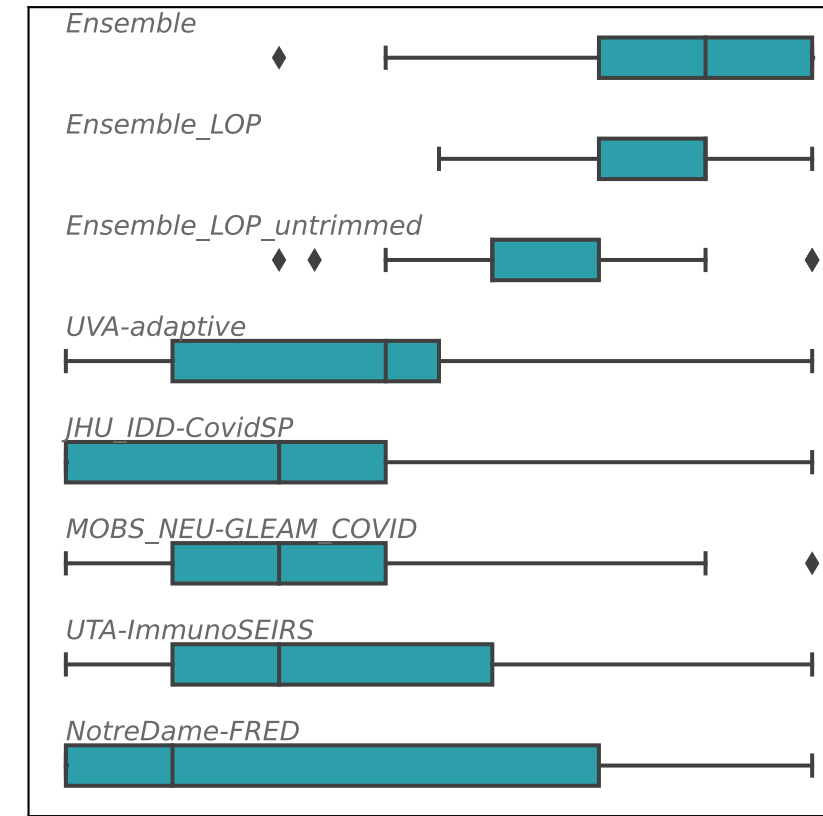 Ensemble
Ensemble_LOP
Ensemble_LOP_untrimmed
UVA-adaptive
JHU_IDD-CovidSP
MOBS_NEU-GLEAM_COVID
UTA-ImmunoSEIRS
NotreDame-FRED